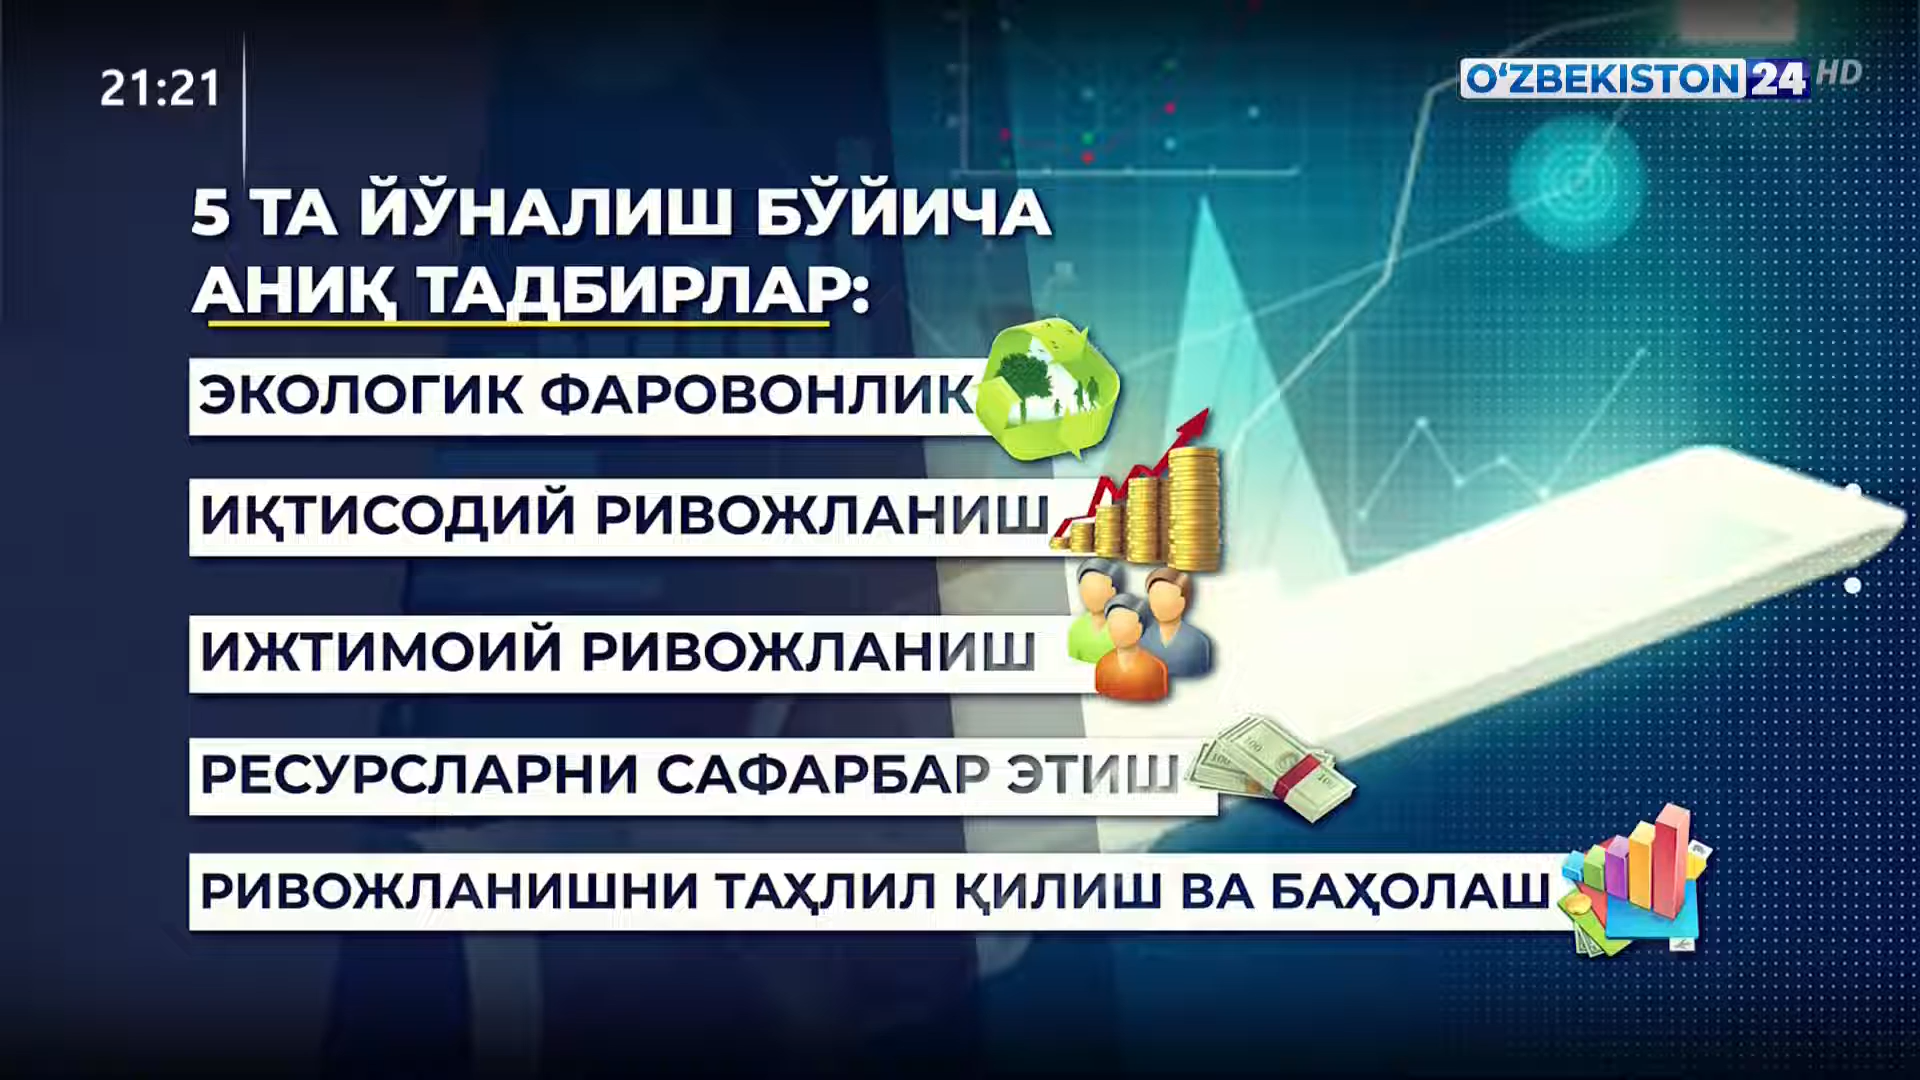 21:21
O‘ZBEKISTON 24 HD
5 ТА ЙЎНАЛИШ БЎЙИЧА
АНИҚ ТАДБИРЛАР:
ЭКОЛОГИК ФАРОВОНЛИК
ИҚТИСОДИЙ РИВОЖЛАНИШ
ИЖТИМОИЙ РИВОЖЛАНИШ
РЕСУРСЛАРНИ САФАРБАР ЭТИШ
РИВОЖЛАНИШНИ ТАҲЛИЛ ҚИЛИШ ВА БАҲОЛАШ